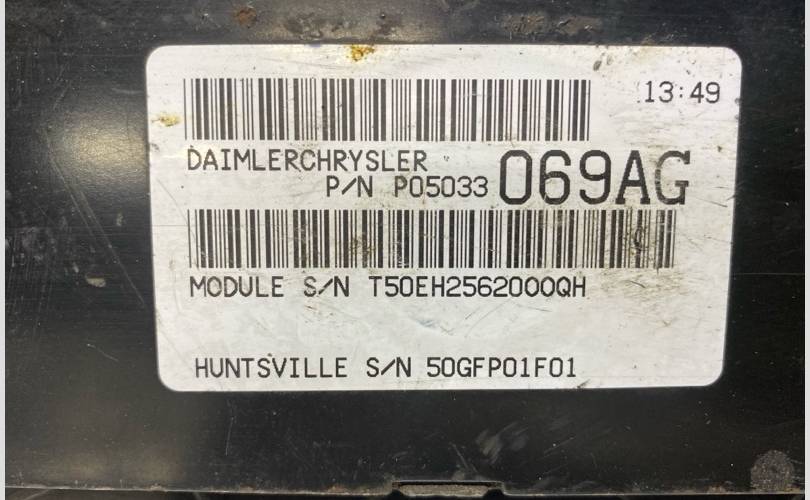 13:49
DAIMLERCHRYSLER
P/N P05033 069AG
MODULE S/N T50EH2562000QH
HUNTSVILLE S/N 50GFP01F01